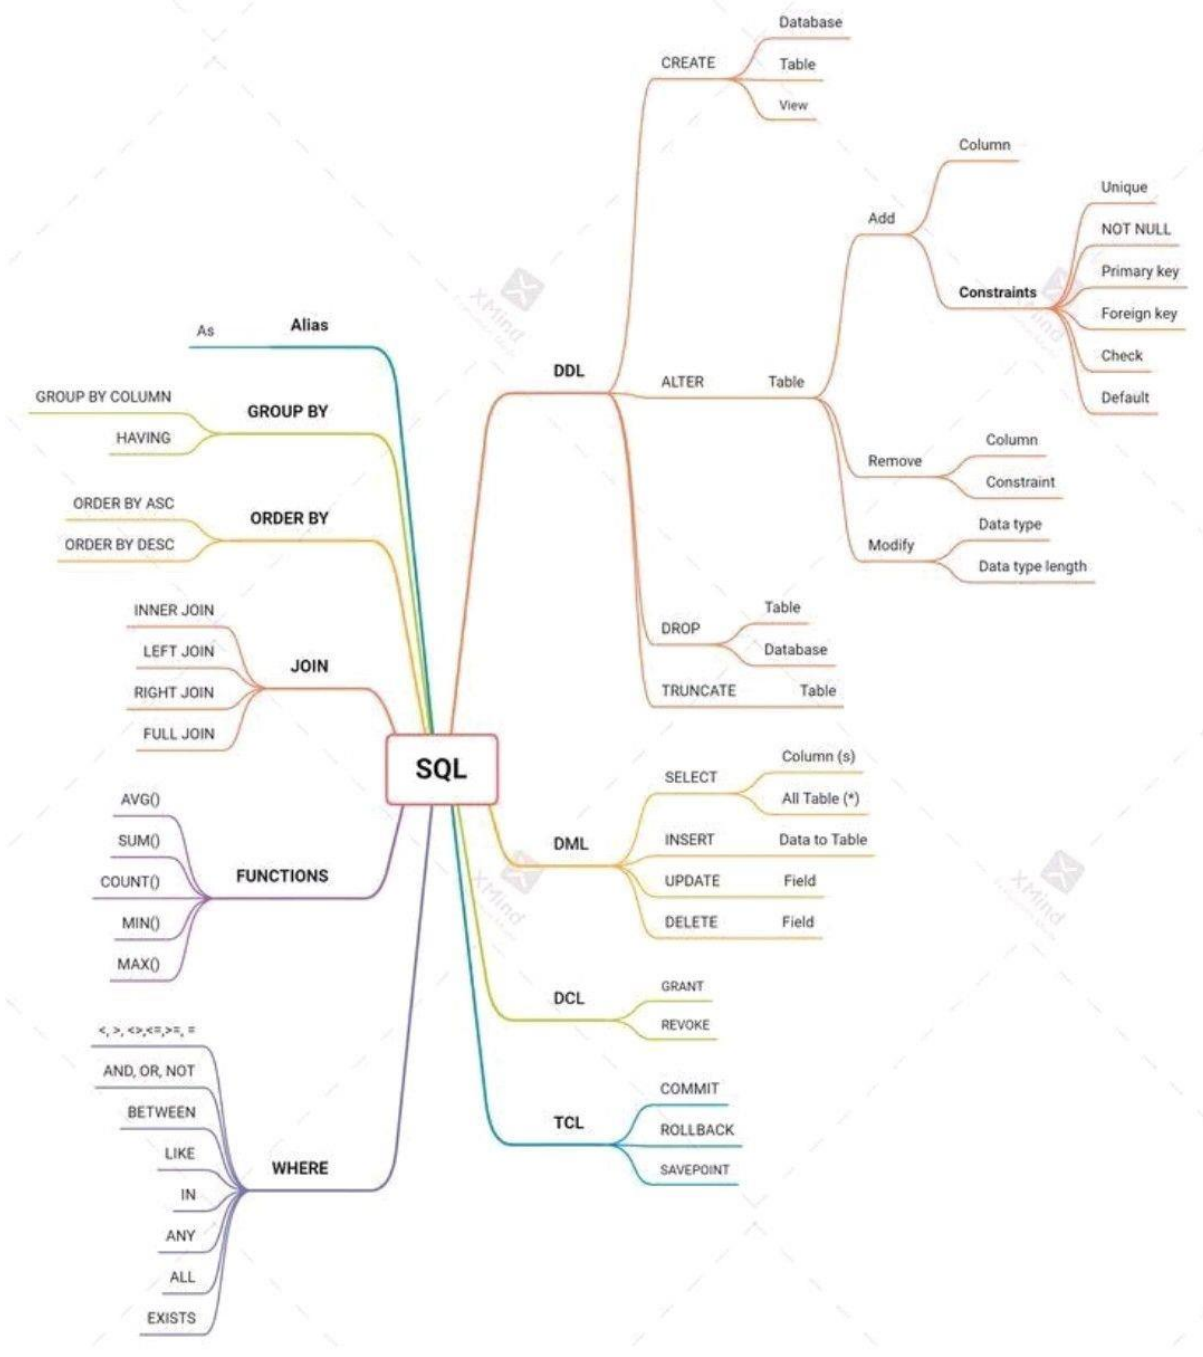 Database
CREATE
Table
View
Column
Unique
Add
NOT NULL
Primary key
Constraints
Foreign key
Check
Default
DDL
ALTER
Table
Remove
Column
Constraint
Modify
Data type
Data type length
DROP
Table
Database
TRUNCATE
Table
As
Alias
GROUP BY COLUMN
GROUP BY
HAVING
ORDER BY ASC
ORDER BY
ORDER BY DESC
INNER JOIN
LEFT JOIN
JOIN
RIGHT JOIN
FULL JOIN
SQL
AVG()
SUM()
FUNCTIONS
COUNT()
MIN()
MAX()
<, >, <>,<=,>=, =
AND, OR, NOT
BETWEEN
LIKE
WHERE
IN
ANY
ALL
EXISTS
SELECT
Column (s)
All Table (*)
DML
INSERT
Data to Table
UPDATE
Field
DELETE
Field
DCL
GRANT
REVOKE
TCL
COMMIT
ROLLBACK
SAVEPOINT
XMind
XMind
XMind
XMind